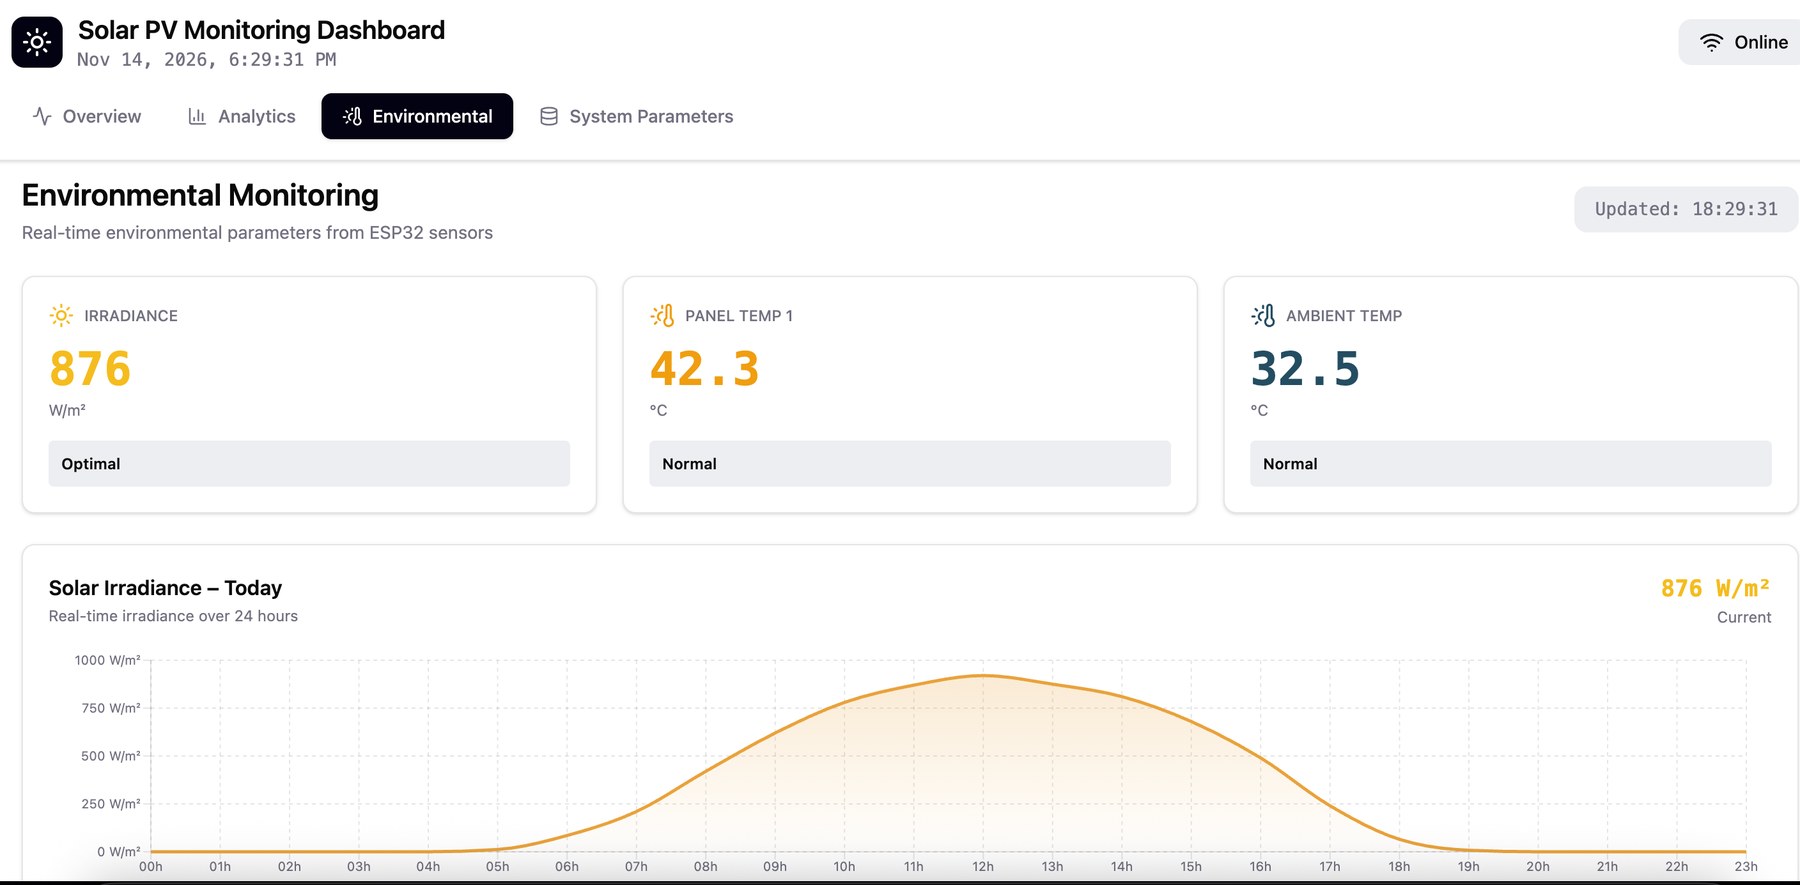 Solar PV Monitoring Dashboard
Nov 14, 2026, 6:29:31 PM
Online
Overview
Analytics
Environmental
System Parameters
Environmental Monitoring
Real-time environmental parameters from ESP32 sensors
Updated: 18:29:31
IRRADIANCE
876
W/m²
Optimal
PANEL TEMP 1
42.3
°C
Normal
AMBIENT TEMP
32.5
°C
Normal
Solar Irradiance – Today
Real-time irradiance over 24 hours
876 W/m²
Current
1000 W/m²
750 W/m²
500 W/m²
250 W/m²
0 W/m²
00h 01h 02h 03h 04h 05h 06h 07h 08h 09h 10h 11h 12h 13h 14h 15h 16h 17h 18h 19h 20h 21h 22h 23h